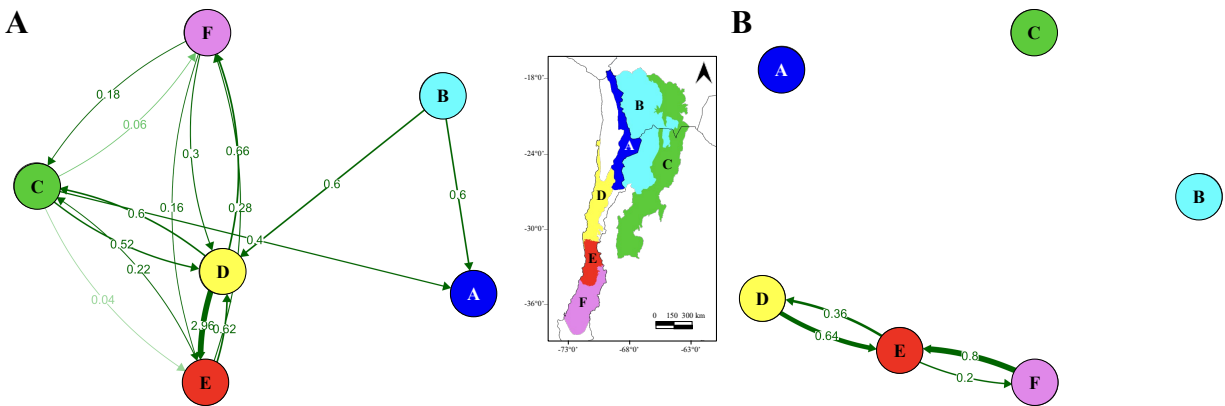 A
F
0.18
0.06
0.3
0.66
B
C
0.6
0.6
0.16
0.28
0.6
0.4
0.52
0.22
D
A
0.04
2.96
0.62
E
-18°0'
-24°0'
-30°0'
-36°0'
B
A
C
D
E
F
0 150 300 km
-73°0'
-68°0'
-63°0'
B
C
A
B
D
0.36
0.64
E
0.8
0.2
F